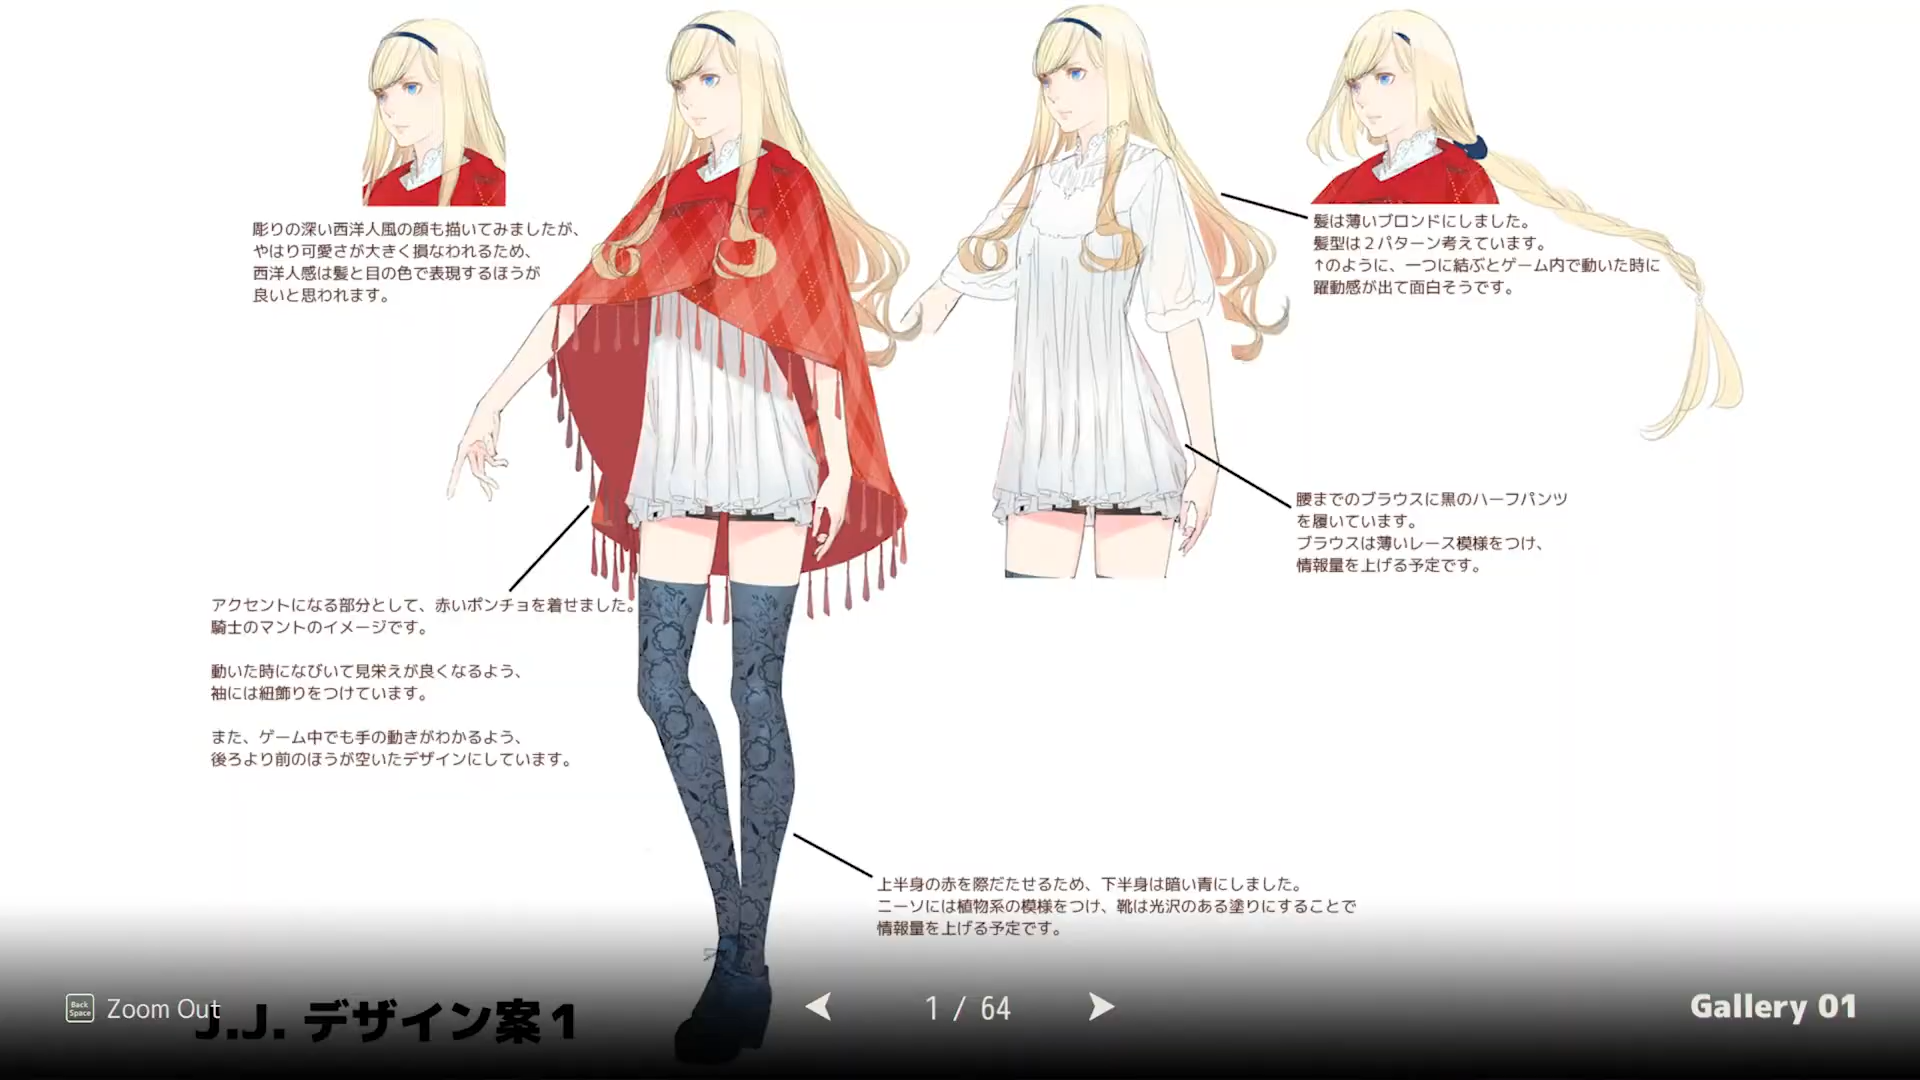 彫りの深い西洋人風の顔も描いてみましたが、
やはり可愛さが大きく損なわれるため、
西洋人感は髪と目の色で表現するほうが
良いと思われます。
髪は薄いブロンドにしました。
髪型は２パターン考えています。
↑のように、一つに結ぶとゲーム内で動いた時に
躍動感が出て面白そうです。
腰までのブラウスに黒のハーフパンツ
を履いています。
ブラウスは薄いレース模様をつけ、
情報量を上げる予定です。
アクセントになる部分として、赤いポンチョを着せました。
騎士のマントのイメージです。
動いた時になびいて見栄えが良くなるよう、
袖には紐飾りをつけています。
また、ゲーム中でも手の動きがわかるよう、
後ろより前のほうが空いたデザインにしています。
上半身の赤を際だたせるため、下半身は暗い青にしました。
ニーソには植物系の模様をつけ、靴は光沢のある塗りにすることで
情報量を上げる予定です。
Back Space Zoom Out
J.J. デザイン案１
1 / 64
Gallery 01